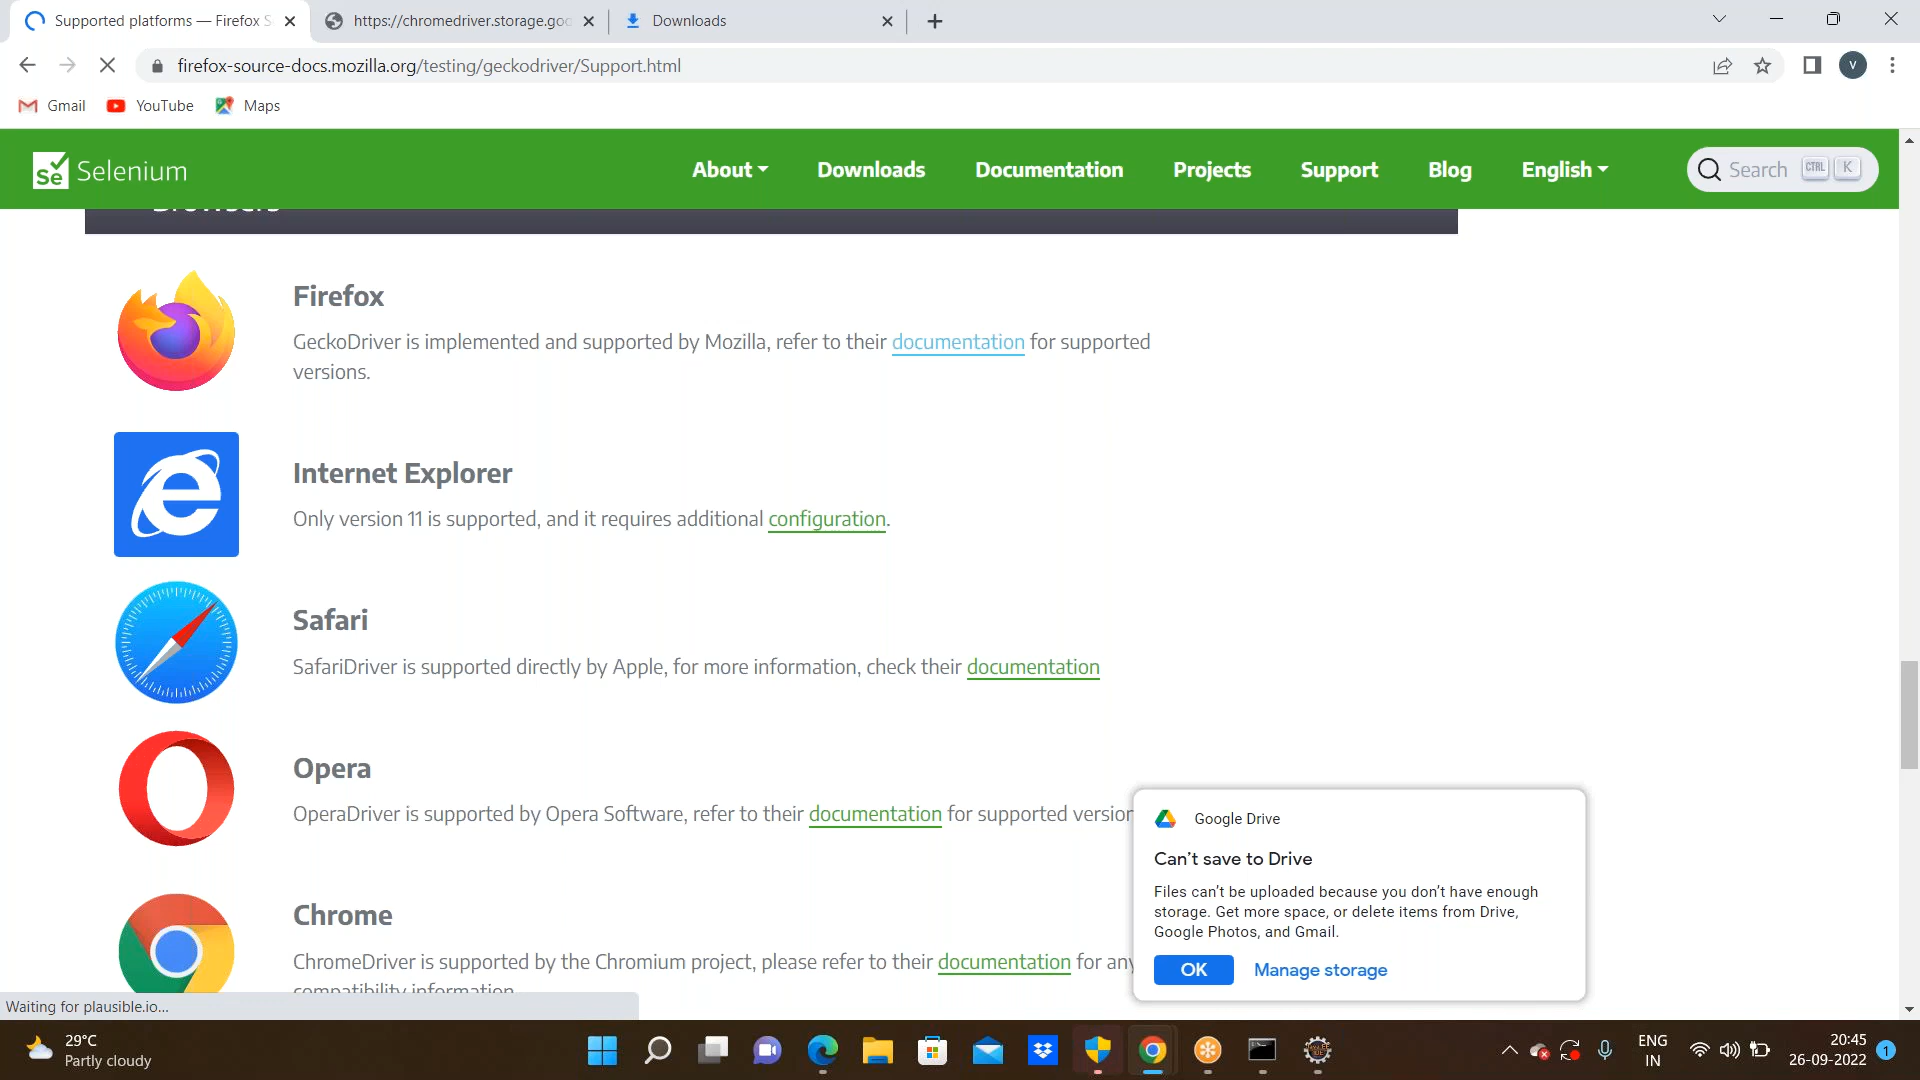 Supported platforms — Firefox S
https://chromedriver.storage.goo
Downloads
firefox-source-docs.mozilla.org/testing/geckodriver/Support.html
V
Gmail
YouTube
Maps
Se Selenium
About
Downloads
Documentation
Projects
Support
Blog
English
Search CTRL K
Browsers
Firefox
GeckoDriver is implemented and supported by Mozilla, refer to their documentation for supported
versions.
Internet Explorer
Only version 11 is supported, and it requires additional configuration.
Safari
SafariDriver is supported directly by Apple, for more information, check their documentation
Opera
OperaDriver is supported by Opera Software, refer to their documentation for supported version
Chrome
ChromeDriver is supported by the Chromium project, please refer to their documentation for any
compatibility information
Google Drive
Can't save to Drive
Files can't be uploaded because you don't have enough
storage. Get more space, or delete items from Drive,
Google Photos, and Gmail.
OK
Manage storage
Waiting for plausible.io...
29°C
Partly cloudy
ENG
IN
20:45
26-09-2022
1